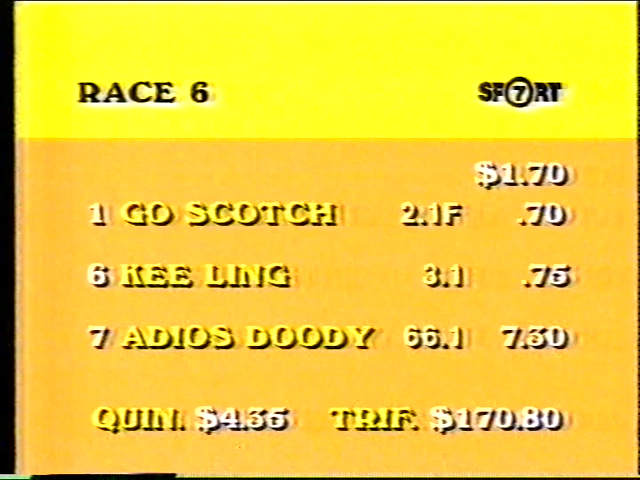 RACE 6 SP7RT
$1.70
1 GO SCOTCH 2.1F .70
6 KEE LING 3.1 .75
7 ADIOS DOODY 66.1 7.30
QUIN. $4.35 TRIF. $170.80